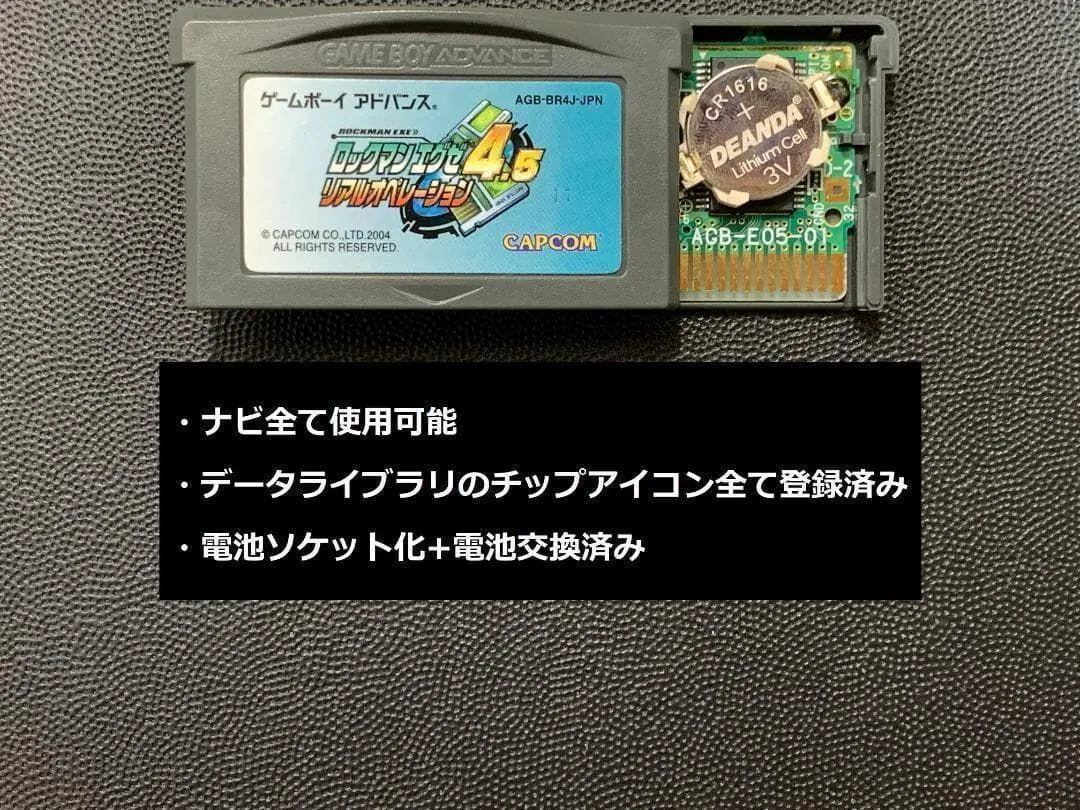 GAME BOY ADVANCE
ゲームボーイ アドバンス®
AGB-BR4J-JPN
ROCKMAN EXE
ロックマンエグゼ4.5
リアルオペレーション
© CAPCOM CO.,LTD.2004
ALL RIGHTS RESERVED.
CAPCOM
CR1616
+
DEANDA®
Lithium Cell
3V
GND
32
AGB-E05-01
・ナビ全て使用可能
・データライブラリのチップアイコン全て登録済み
・電池ソケット化+電池交換済み